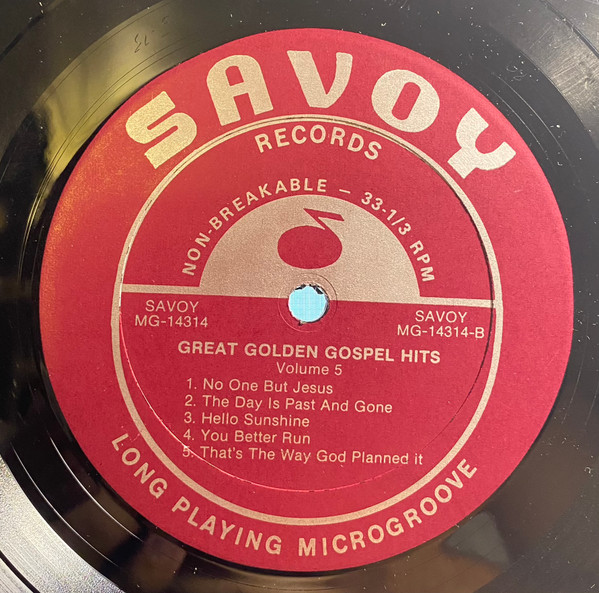 SAVOY
RECORDS
NON-BREAKABLE — 33-1/3 RPM
SAVOY
MG-14314
SAVOY
MG-14314-B
GREAT GOLDEN GOSPEL HITS
Volume 5
1. No One But Jesus
2. The Day Is Past And Gone
3. Hello Sunshine
4. You Better Run
5. That's The Way God Planned it
LONG PLAYING MICROGROOVE